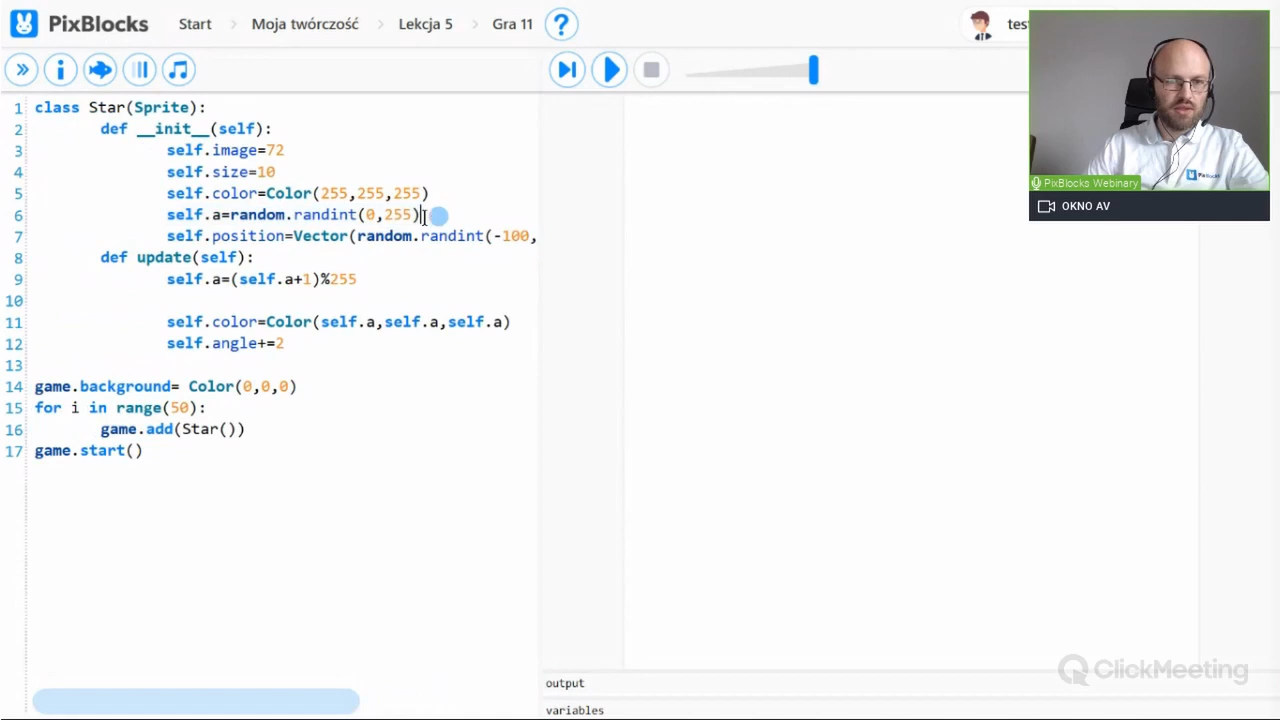 PixBlocks Start Moja twórczość Lekcja 5 Gra 11 ? test
1 class Star(Sprite):
2 def __init__(self):
3 self.image=72
4 self.size=10
5 self.color=Color(255,255,255)
6 self.a=random.randint(0,255)
7 self.position=Vector(random.randint(-100,
8 def update(self):
9 self.a=(self.a+1)%255
10
11 self.color=Color(self.a,self.a,self.a)
12 self.angle+=2
13
14 game.background= Color(0,0,0)
15 for i in range(50):
16 game.add(Star())
17 game.start()
PixBlocks
PixBlocks Webinary
OKNO AV
ClickMeeting
output
variables